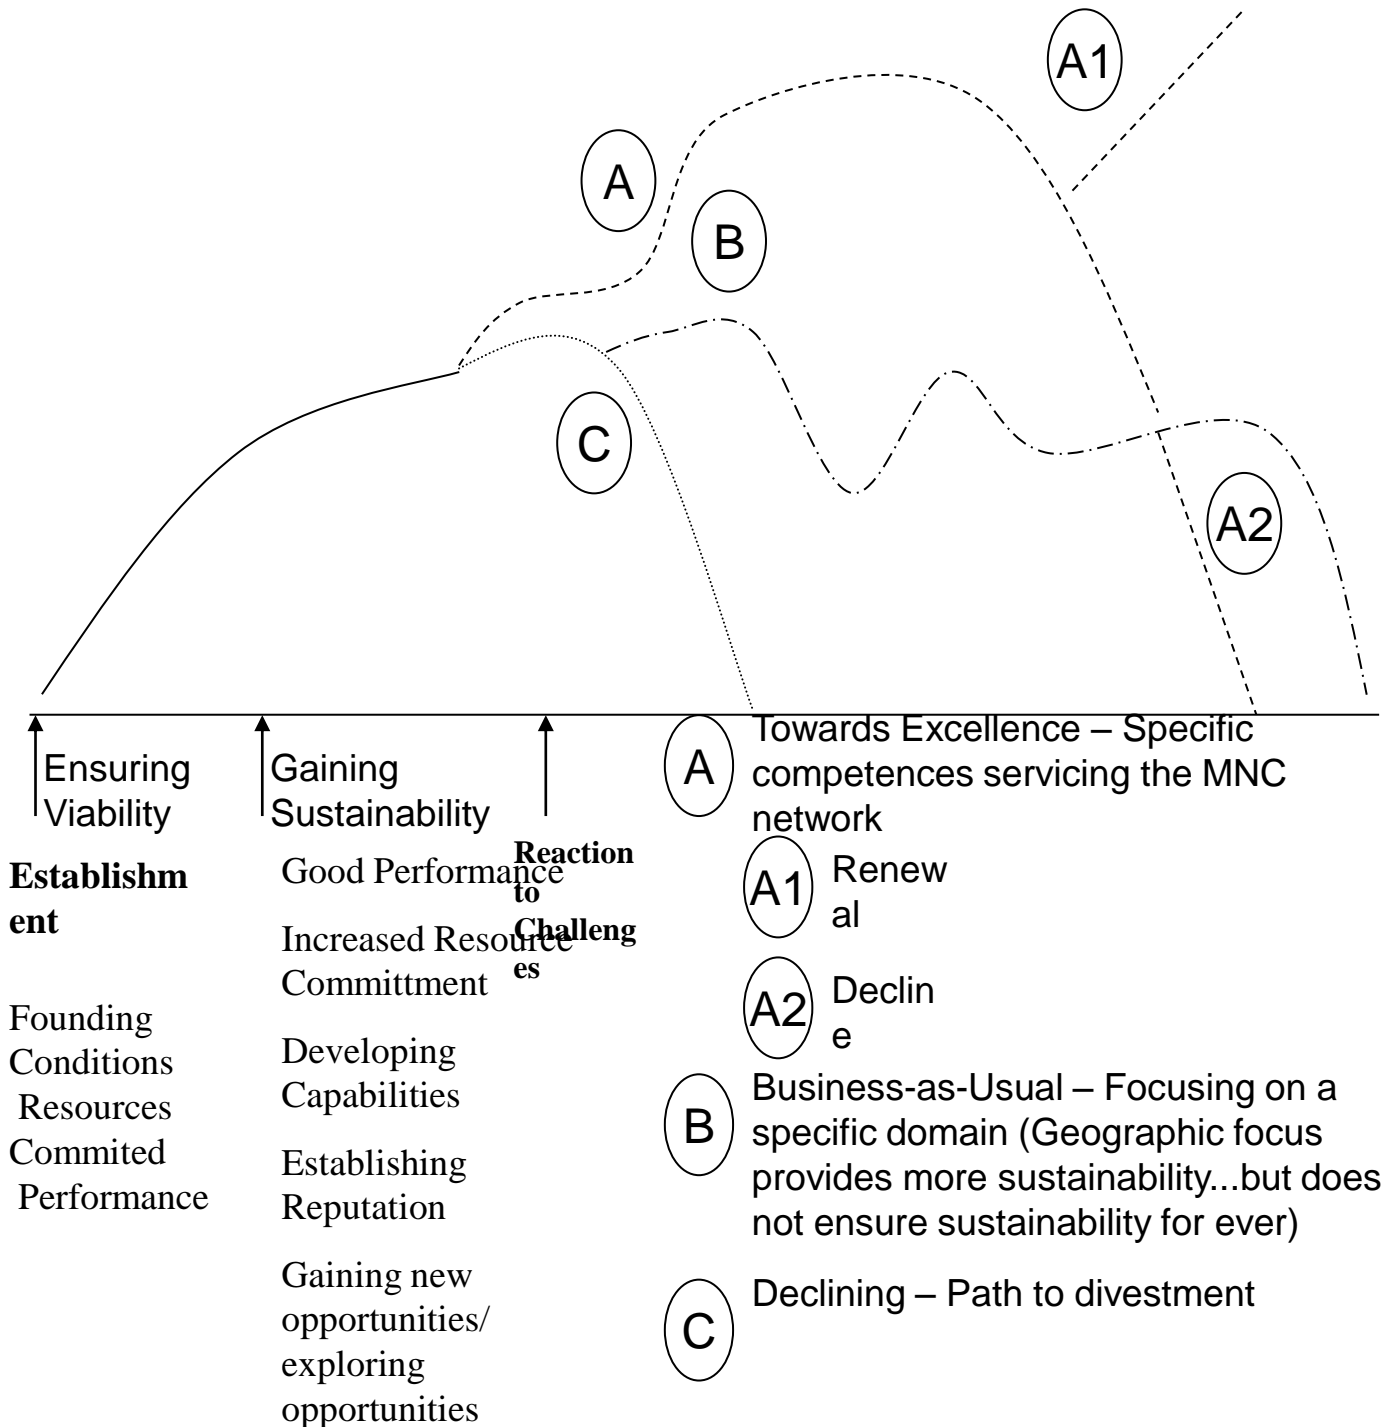 A1
A
B
C
A2
Ensuring
Viability
Gaining
Sustainability
Establishm
ent
Founding
Conditions
Resources
Commited
Performance
Good Performance
Increased Resource
Committment
Developing
Capabilities
Establishing
Reputation
Gaining new
opportunities/
exploring
opportunities
Reaction
to
Challeng
es
A
Towards Excellence – Specific
competences servicing the MNC
network
A1
Renew
al
A2
Declin
e
B
Business-as-Usual – Focusing on a
specific domain (Geographic focus
provides more sustainability...but does
not ensure sustainability for ever)
C
Declining – Path to divestment